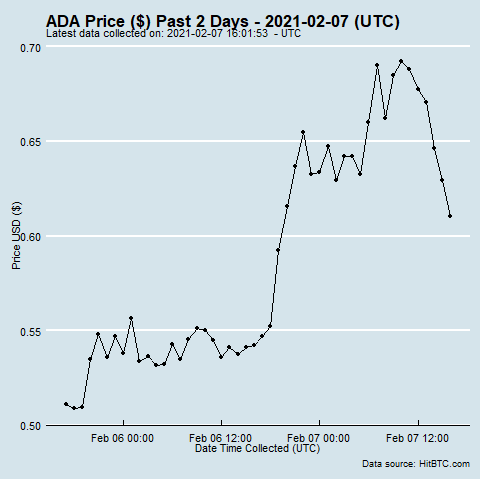 ADA Price ($) Past 2 Days - 2021-02-07 (UTC)
Latest data collected on: 2021-02-07 16:01:53 - UTC
0.70
0.65
0.60
0.55
0.50
Price USD ($)
Feb 06 00:00 Feb 06 12:00 Feb 07 00:00 Feb 07 12:00
Date Time Collected (UTC)
Data source: HitBTC.com